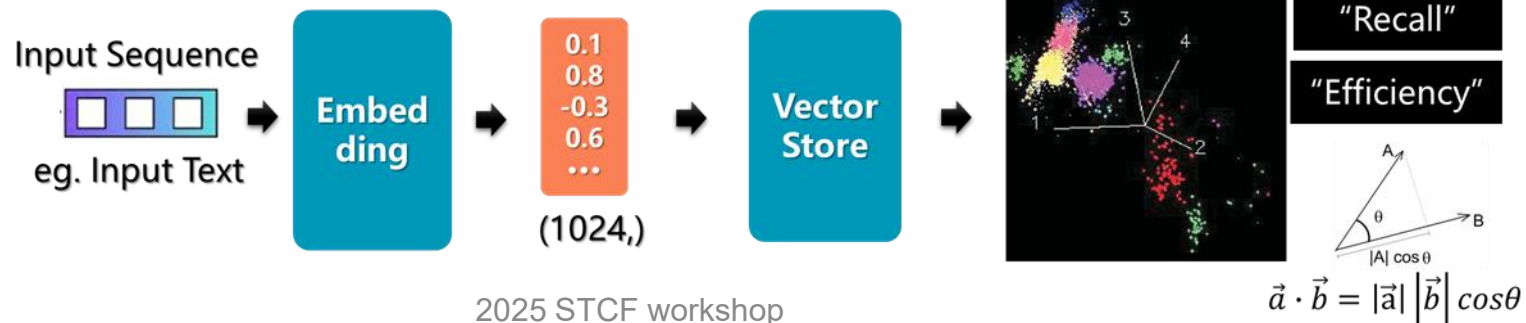 Input Sequence
eg. Input Text
Embed
ding
0.1
0.8
-0.3
0.6
...
(1024,)
Vector
Store
3
4
1
2
“Recall”
“Efficiency”
A
θ
B
|A| cos θ
a⃗ · b⃗ = |a⃗| |b⃗| cosθ
2025 STCF workshop